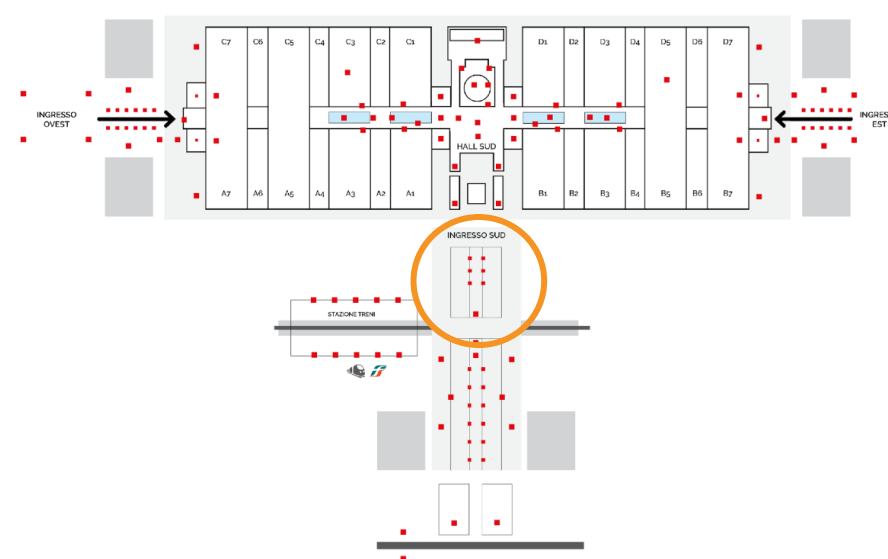 C7 C6 C5 C4 C3 C2 C1 D1 D2 D3 D4 D5 D6 D7
INGRESSO
OVEST
INGRES
EST
HALL SUD
A7 A6 A5 A4 A3 A2 A1 B1 B2 B3 B4 B5 B6 B7
INGRESSO SUD
STAZIONE TRENI